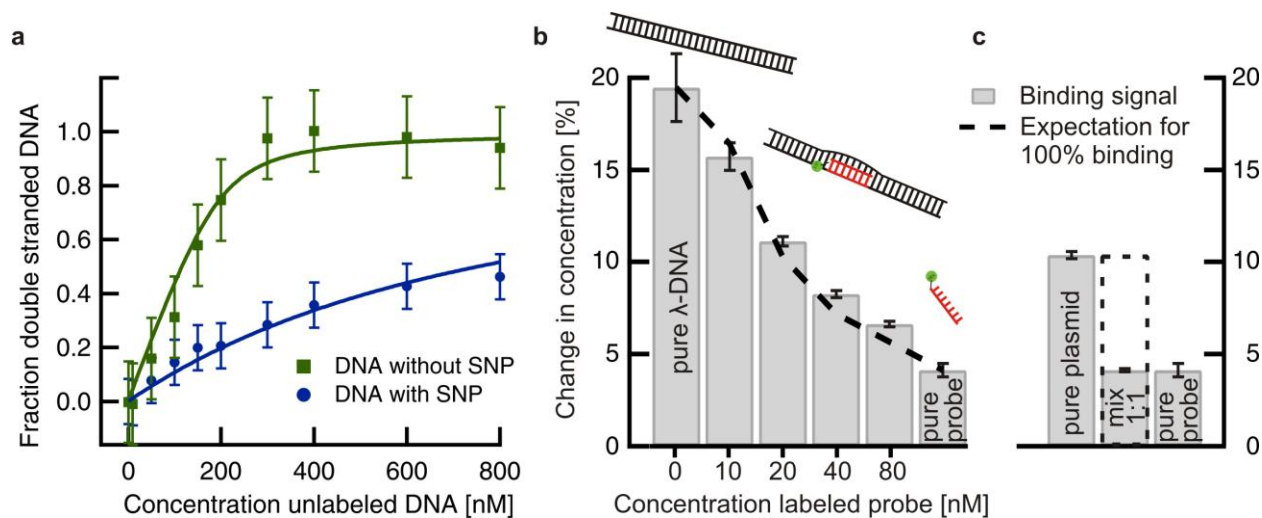 a
Fraction double stranded DNA
1.0
0.8
0.6
0.4
0.2
0.0
DNA without SNP
DNA with SNP
0
200
400
600
800
Concentration unlabeled DNA [nM]
b
Change in concentration [%]
20
15
10
5
0
pure λ-DNA
pure
probe
0
10
20
40
80
Concentration labeled probe [nM]
c
Binding signal
Expectation for
100% binding
pure plasmid
mix
1:1
pure
probe
20
15
10
5
0